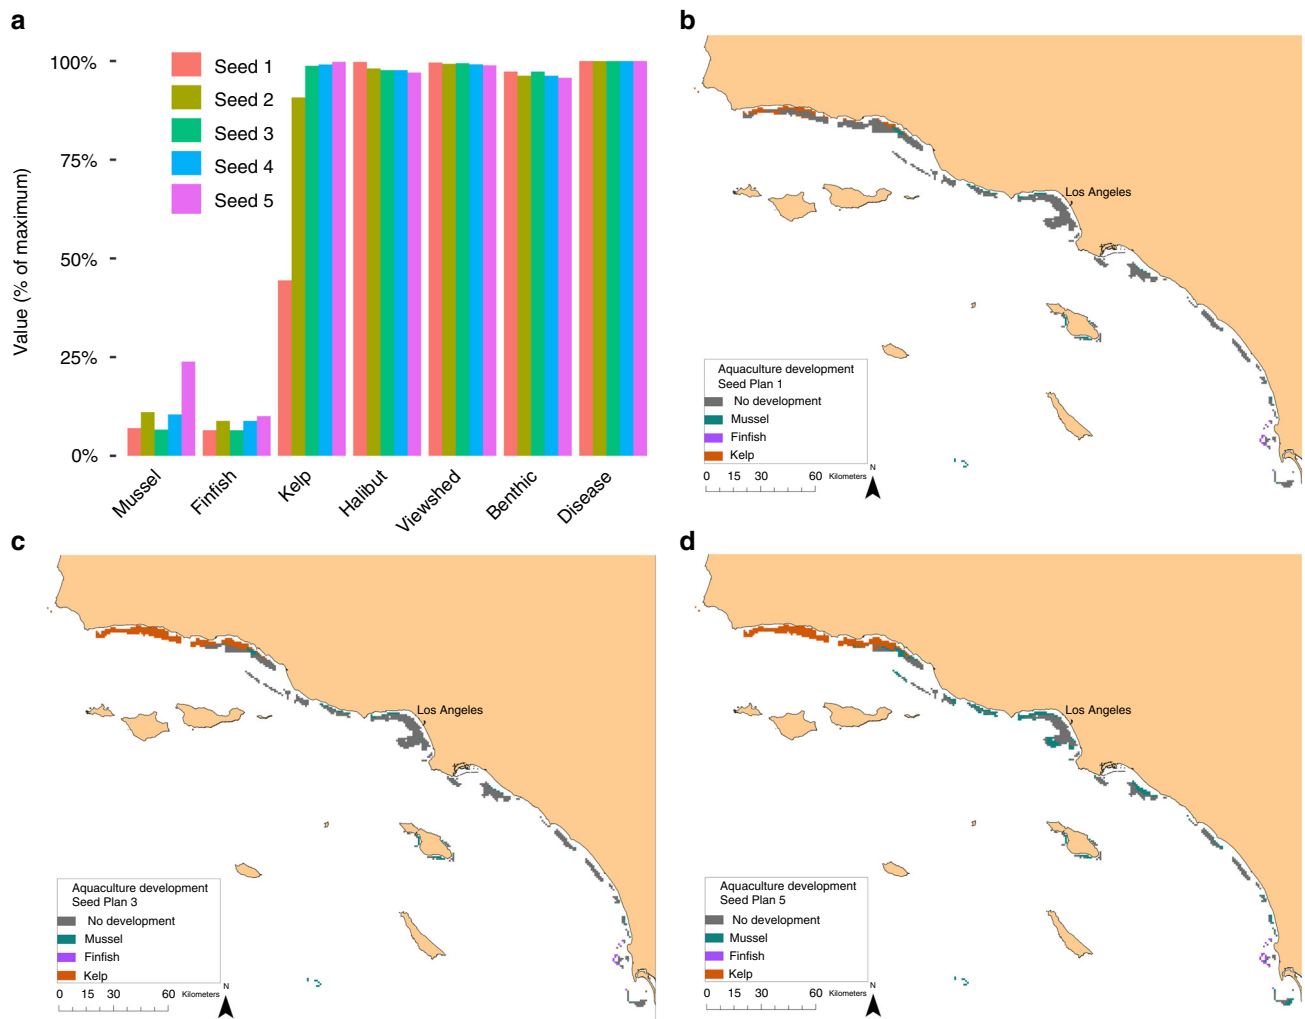 a
Value (% of maximum)
100%
75%
50%
25%
0%
Seed 1
Seed 2
Seed 3
Seed 4
Seed 5
Mussel
Finfish
Kelp
Halibut
Viewshed
Benthic
Disease
b
Los Angeles
Aquaculture development
Seed Plan 1
No development
Mussel
Finfish
Kelp
0 15 30 60 Kilometers
N
c
Los Angeles
Aquaculture development
Seed Plan 3
No development
Mussel
Finfish
Kelp
0 15 30 60 Kilometers
N
d
Los Angeles
Aquaculture development
Seed Plan 5
No development
Mussel
Finfish
Kelp
0 15 30 60 Kilometers
N